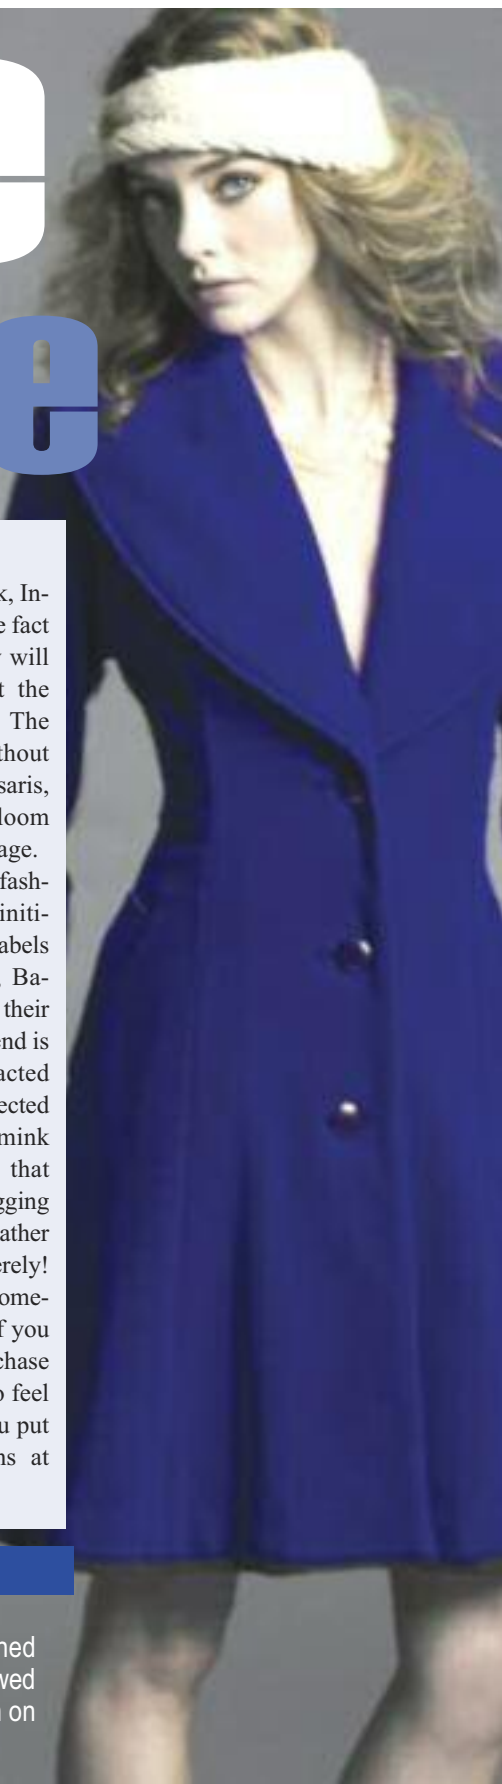 e
k, In-
e fact
will
t the
The
thout
saris,
loom
age.
fash-
initi-
abels
Ba-
their
end is
acted
ected
mink
that
gging
ather
erely!
ome-
f you
chase
o feel
u put
ns at
ned
wed
on